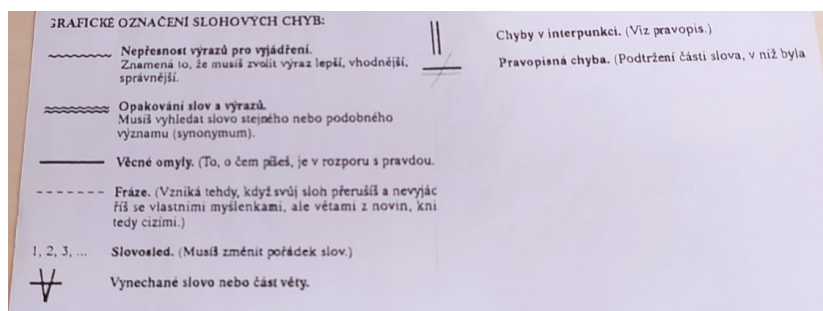 GRAFICKÉ OZNAČENÍ SLOHOVÝCH CHYB:
Nepřesnost výrazů pro vyjádření.
Znamená to, že musíš zvolit výraz lepší, vhodnější,
správnější.
Opakování slov a výrazů.
Musíš vyhledat slovo stejného nebo podobného
významu (synonymum).
Věcné omyly. (To, o čem píšeš, je v rozporu s pravdou.
Fráze. (Vzniká tehdy, když svůj sloh přerušíš a nevyjác
říš se vlastními myšlenkami, ale větami z novin, kni
tedy cizími.)
1, 2, 3, ... Slovosled. (Musíš změnit pořádek slov.)
Vynechané slovo nebo část věty.
Chyby v interpunkci. (Viz pravopis.)
Pravopisná chyba. (Podtržení části slova, v níž byla